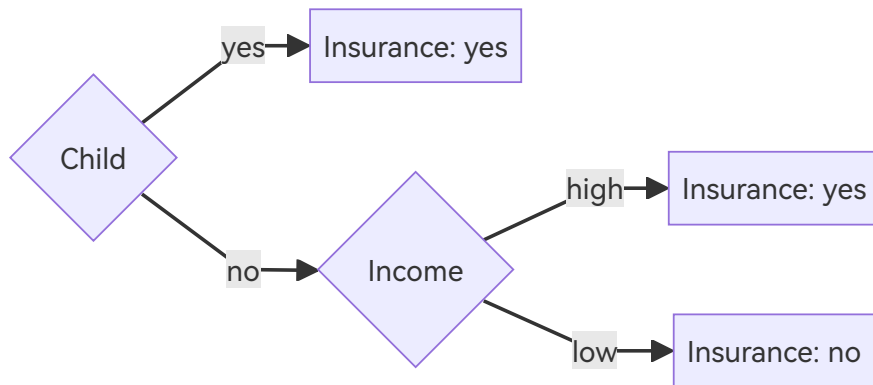 yes
Insurance: yes
Child
high
Insurance: yes
no
Income
low
Insurance: no